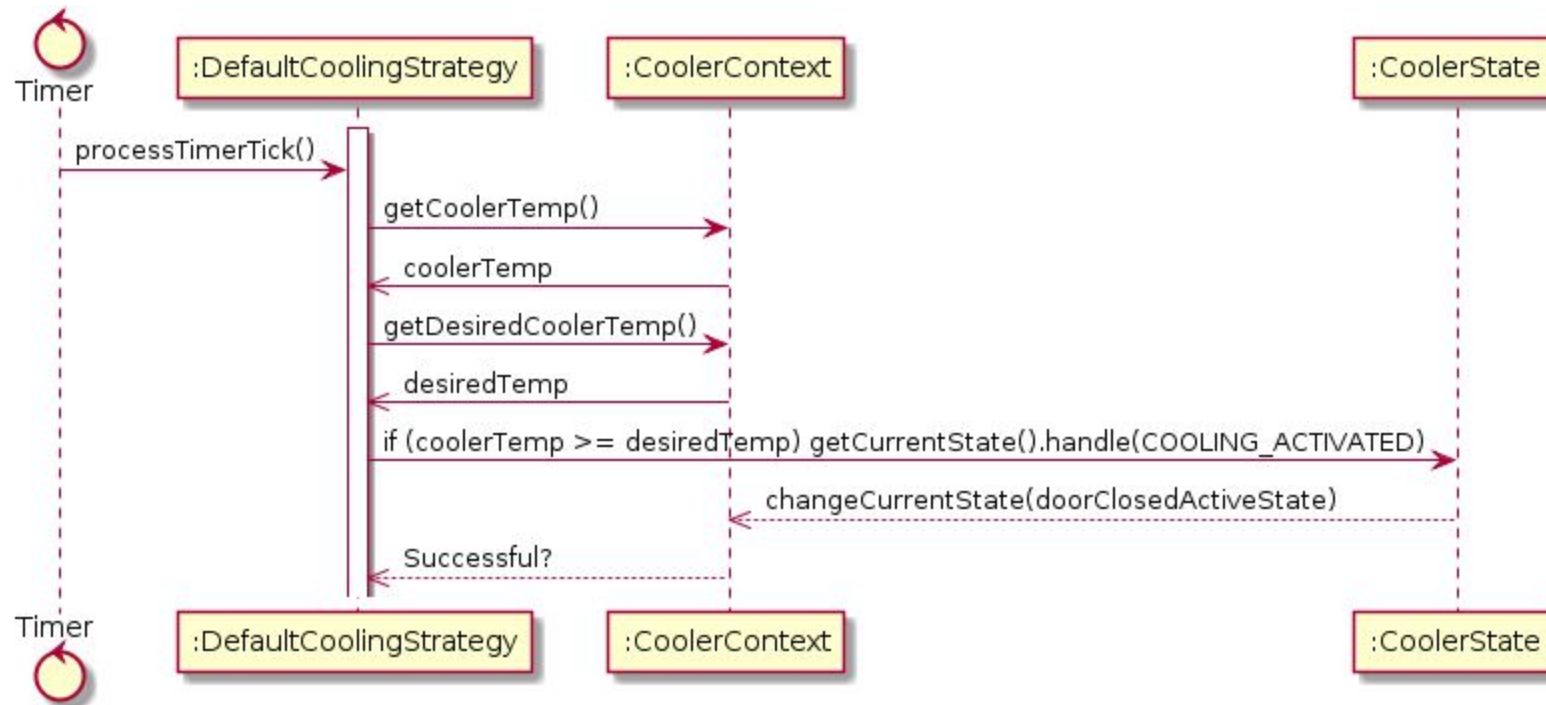 Timer
:DefaultCoolingStrategy
:CoolerContext
:CoolerState
processTimerTick()
getCoolerTemp()
coolerTemp
getDesiredCoolerTemp()
desiredTemp
if (coolerTemp >= desiredTemp) getCurrentState().handle(COOLING_ACTIVATED)
changeCurrentState(doorClosedActiveState)
Successful?
Timer
:DefaultCoolingStrategy
:CoolerContext
:CoolerState